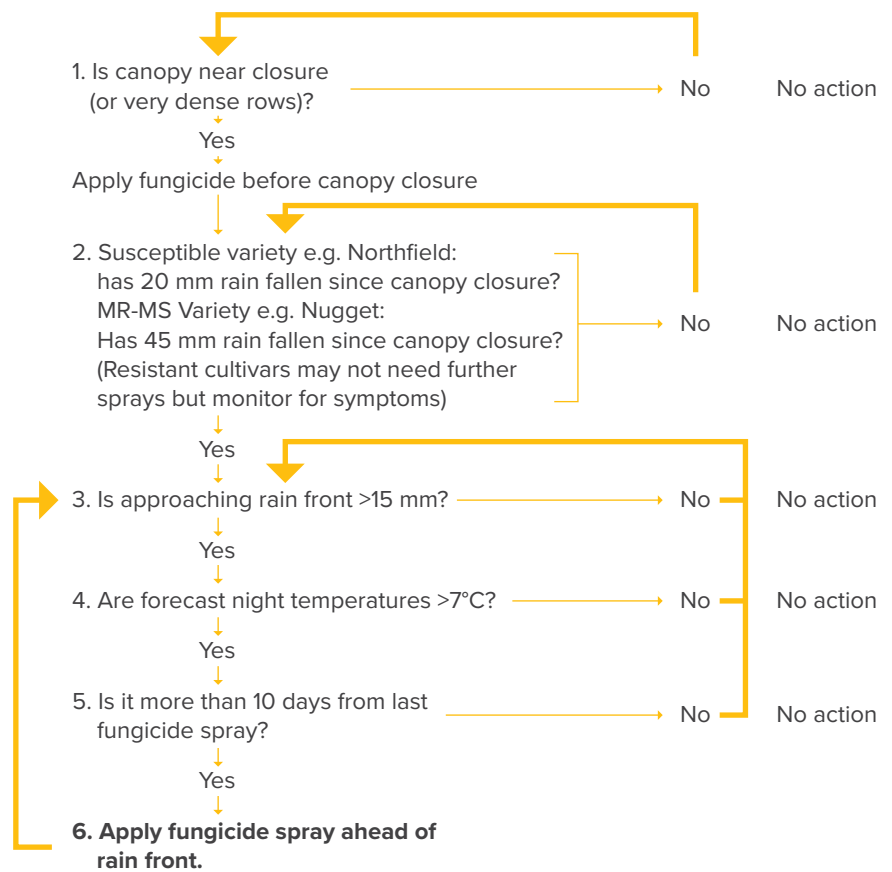 1. Is canopy near closure
(or very dense rows)?
No
No action
Yes
Apply fungicide before canopy closure
2. Susceptible variety e.g. Northfield:
has 20 mm rain fallen since canopy closure?
MR-MS Variety e.g. Nugget:
Has 45 mm rain fallen since canopy closure?
(Resistant cultivars may not need further
sprays but monitor for symptoms)
No
No action
Yes
3. Is approaching rain front >15 mm?
No
No action
Yes
4. Are forecast night temperatures >7°C?
No
No action
Yes
5. Is it more than 10 days from last
fungicide spray?
No
No action
Yes
6. Apply fungicide spray ahead of
rain front.